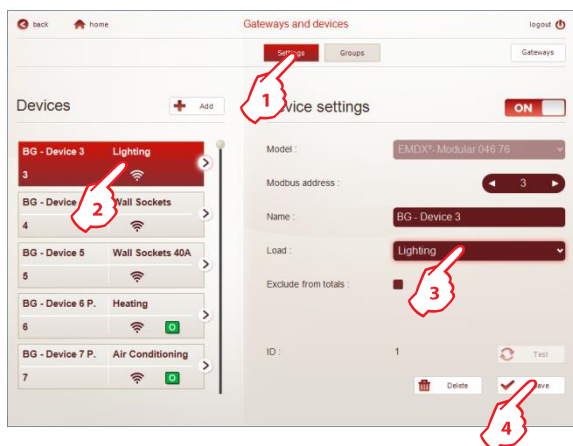 back home Gateways and devices logout
Settings Groups Gateways
Devices Add
1
Device settings ON
BG - Device 3 Lighting
3
2
BG - Device Wall Sockets
4
BG - Device 5 Wall Sockets 40A
5
BG - Device 6 P. Heating
6 O
BG - Device 7 P. Air Conditioning
7 O
Model : EMDX³- Modular 046 76
Modbus address : 3
Name : BG - Device 3
Load : Lighting
3
Exclude from totals :
ID : 1 Test
Delete Save
4